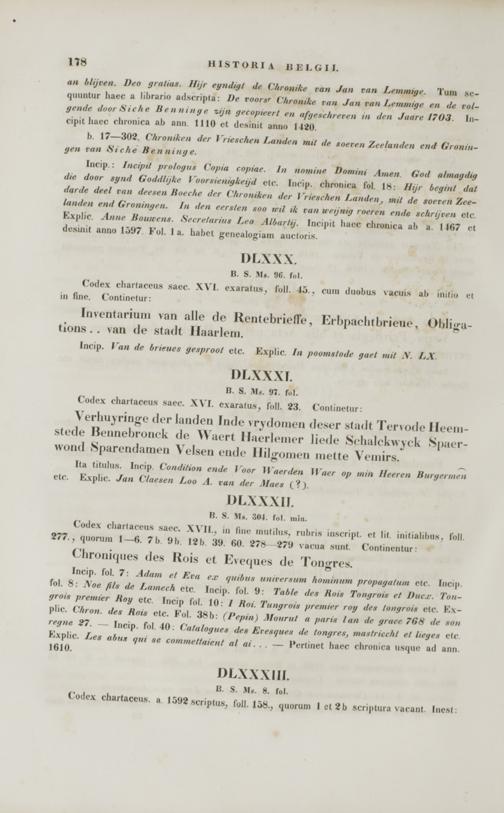 178 HISTORIA BELGII.
an blijven. Deo gratias. Hijr eyndigt de Chronike van Jan van Lemmige. Tum se-
quuntur haec a librario adscripta: De voorsr Chronike van Jan van Lemmige en de vol-
gende door Siche Benninge zijn gecopieert en afgeschreven in den Jaare 1703. In-
cipit haec chronica ab ann. 1110 et desinit anno 1420.
b. 17—302. Chroniken der Vrieschen Landen mit de soeven Zeelanden end Gronin-
gen van Siche Benninge.
Incip.: Incipit prologus Copia copiae. In nomine Domini Amen. God almagdig
die door synd Goddlijke Voorsienigkeijd etc. Incip. chronica fol. 18: Hijr begint dat
darde deel van deesen Boeche der Chroniken der Vrieschen Landen, mit de soeven Zee-
landen end Groningen. In den eersten soo wil ik van weijnig roeren ende schrijven etc.
Explic. Anne Bouwens. Secretarius Leo Albartij. Incipit haec chronica ab a. 1467 et
desinit anno 1597. Fol. 1a. habet genealogiam auctoris.
DLXXX.
B. S. Ms. 96. fol.
Codex chartaceus saec. XVI. exaratus, foll. 45., cum duobus vacuis ab initio et
in fine. Continetur:
Inventarium van alle de Rentebrieffe, Erbpachtbrieue, Obliga-
tions.. van de stadt Haarlem.
Incip. Van de brieues gesproot etc. Explic. In poomstode gaet mit N. LX.
DLXXXI.
B. S. Ms. 97. fol.
Codex chartaceus saec. XVI. exaratus, foll. 23. Continetur:
Verhuyringe der landen Inde vrydomen deser stadt Tervode Heem-
stede Bennebronck de Waert Haerlemer liede Schalckwyck Spaer-
wond Sparendamen Velsen ende Hilgomen mette Vemirs.
Ita titulus. Incip. Condition ende Voor Waerden Waer op min Heeren Burgermen
etc. Explic. Jan Claesen Loo A. van der Maes (?).
DLXXXII.
B. S. Ms. 304. fol. min.
Codex chartaceus saec. XVII., in fine mutilus, rubris inscript. et lit. initialibus, foll.
277., quorum 1—6. 7b. 9b. 12b. 39. 60. 278—279 vacua sunt. Continentur:
Chroniques des Rois et Eveques de Tongres.
Incip. fol. 7: Adam et Eva ex quibus universum hominum propagatum etc. Incip.
fol. 8: Noe fils de Lamech etc. Incip. fol. 9: Table des Rois Tongrois et Ducx. Ton-
grois premier Roy etc. Incip fol. 10: I Roi. Tungrois premier roy des tongrois etc. Ex-
plic. Chron. des Rois etc. Fol. 38b: (Pepin) Mourut a paris lan de grace 768 de son
regne 27. — Incip. fol. 40: Catalogues des Evesques de tongres, mastricht et lieges etc.
Explic. Les abus qui se commettaient al ai... — Pertinet haec chronica usque ad ann.
1610.
DLXXXIII.
B. S. Ms. 8. fol.
Codex chartaceus. a. 1592 scriptus, foll. 158., quorum 1 et 2b scriptura vacant. Inest: